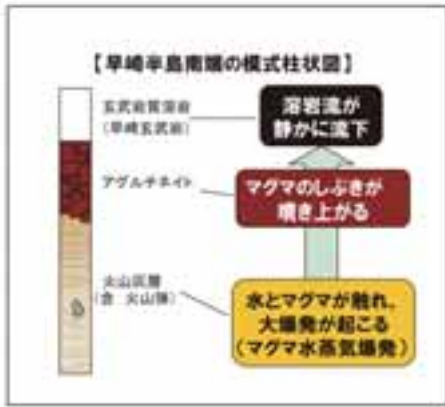 【早崎半島南端の模式柱状図】
玄武岩質溶岩
(早崎玄武岩)
溶岩流が
静かに流下
アグルチネイト
マグマのしぶきが
噴き上がる
火山灰層
(含 火山弾)
水とマグマが触れ、
大爆発が起こる
(マグマ水蒸気爆発)